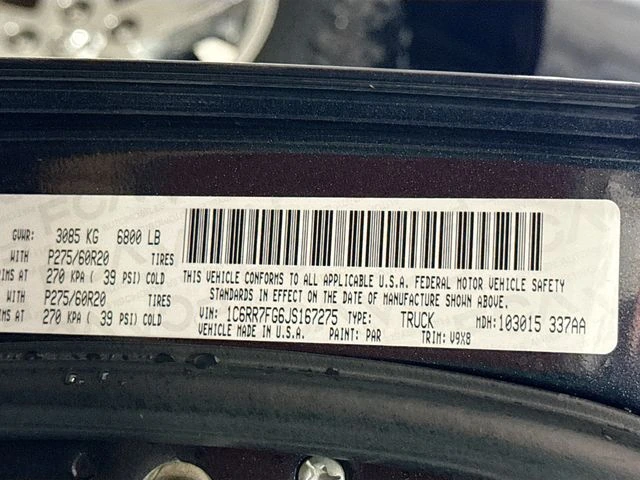 GVWR: 3085 KG 6800 LB
WITH P275/60R20 TIRES
RIMS AT 270 KPA ( 39 PSI) COLD
WITH P275/60R20 TIRES
RIMS AT 270 KPA ( 39 PSI) COLD
THIS VEHICLE CONFORMS TO ALL APPLICABLE U.S.A. FEDERAL MOTOR VEHICLE SAFETY
STANDARDS IN EFFECT ON THE DATE OF MANUFACTURE SHOWN ABOVE.
VIN: 1C6RR7FG6JS167275 TYPE: TRUCK MDH: 103015 337AA
VEHICLE MADE IN U.S.A. PAINT: PAR TRIM: V9X8